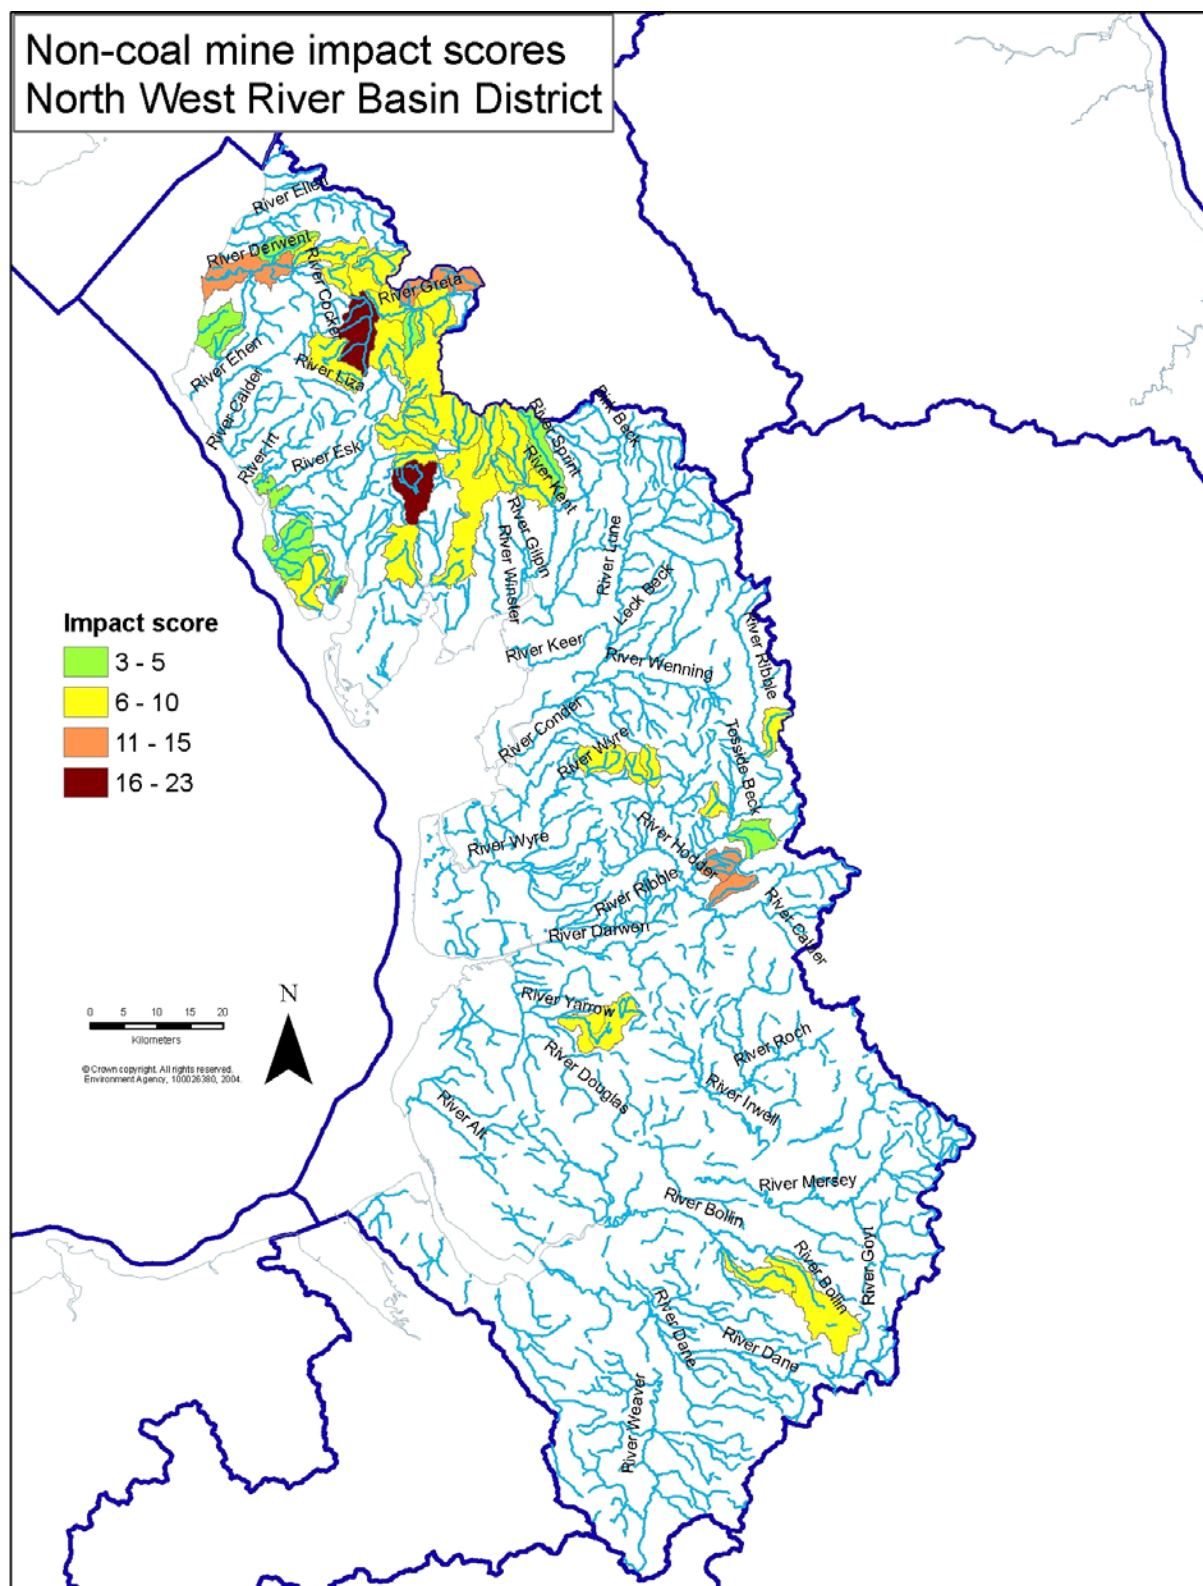 Non-coal mine impact scores
North West River Basin District
River Ellen
River Derwent
River Cocker
River Greta
River Ehen
River Liza
River Calder
River Irt
River Esk
River Sprint
Birk Beck
River Kent
River Gilpin
River Winster
River Lune
Leck Beck
River Keer
River Wenning
River Ribble
River Conder
River Wyre
Tosside Beck
River Wyre
River Hodder
River Ribble
River Darwen
River Calder
River Yarrow
River Douglas
River Roch
River Irwell
River Alt
River Mersey
River Bollin
River Bollin
River Goyt
River Dane
River Dane
River Weaver
Impact score
3 - 5
6 - 10
11 - 15
16 - 23
0 5 10 15 20
Kilometers
N
© Crown copyright. All rights reserved.
Environment Agency, 100026380, 2004.